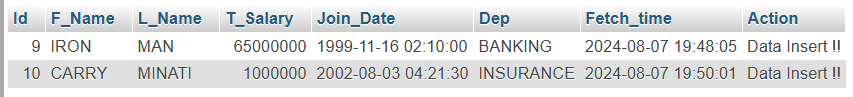 Id F_Name L_Name T_Salary Join_Date Dep Fetch_time Action
9 IRON MAN 65000000 1999-11-16 02:10:00 BANKING 2024-08-07 19:48:05 Data Insert !!
10 CARRY MINATI 1000000 2002-08-03 04:21:30 INSURANCE 2024-08-07 19:50:01 Data Insert !!